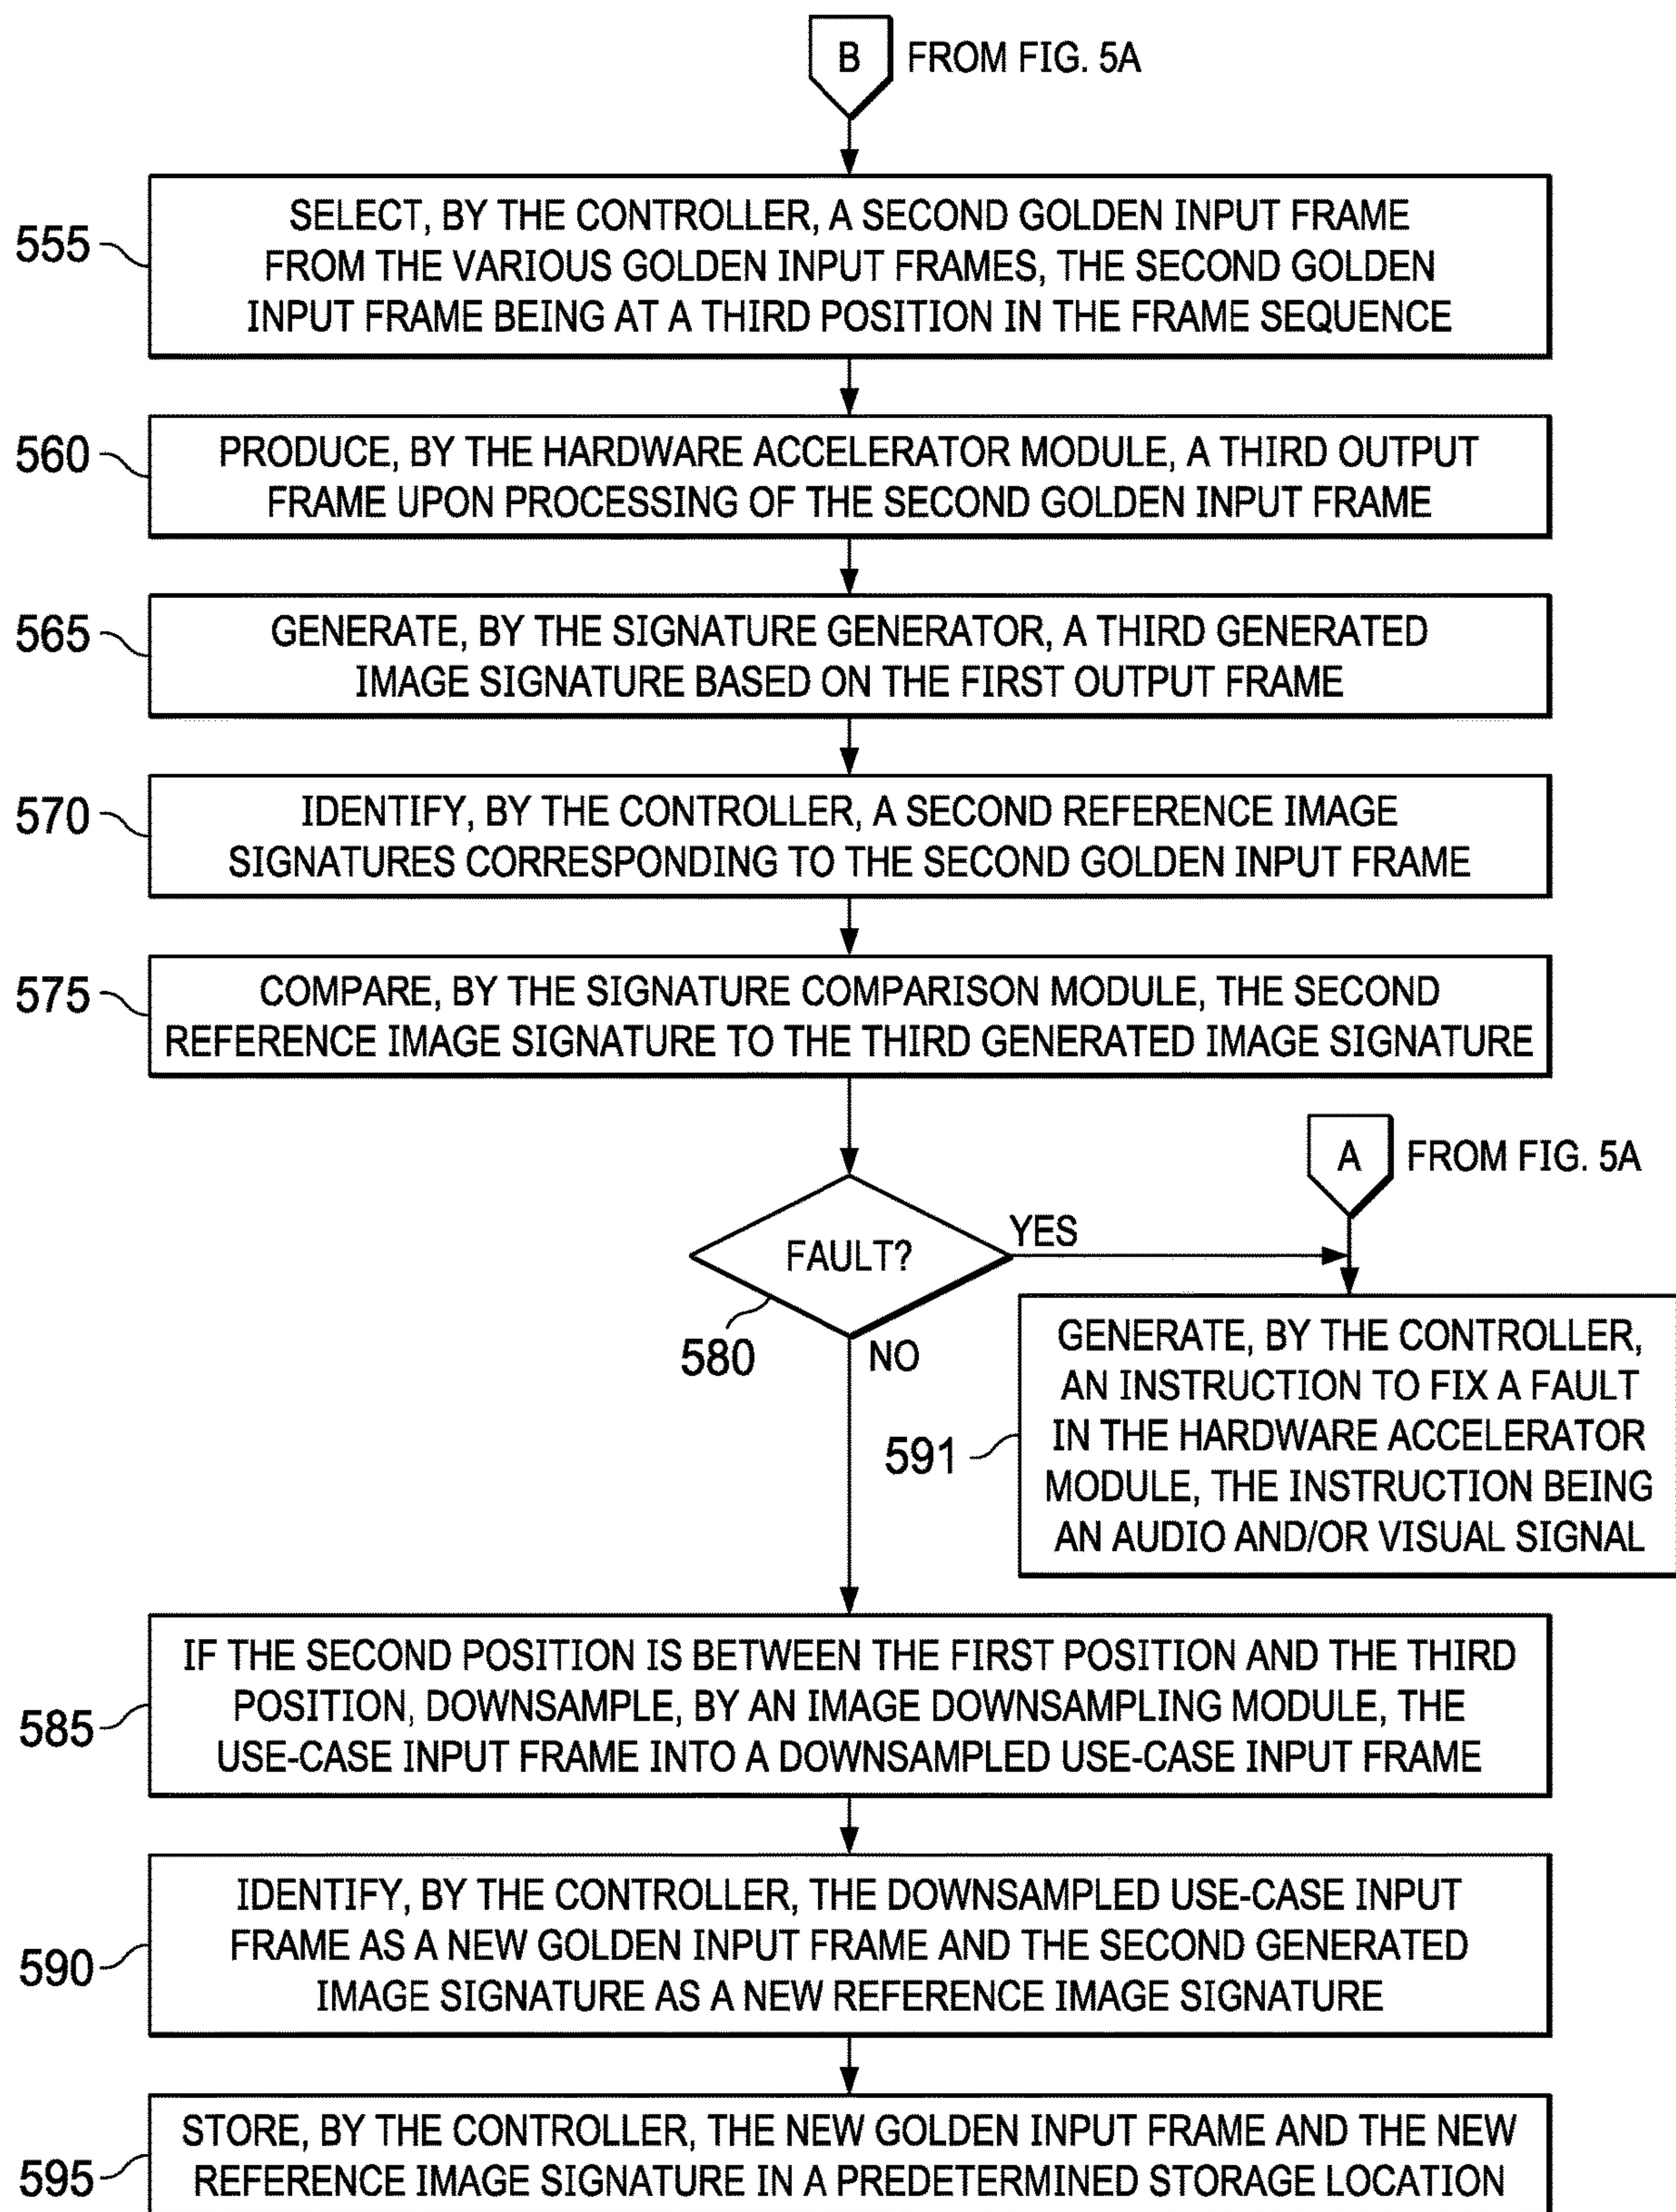 B FROM FIG. 5A
555
SELECT, BY THE CONTROLLER, A SECOND GOLDEN INPUT FRAME
FROM THE VARIOUS GOLDEN INPUT FRAMES, THE SECOND GOLDEN
INPUT FRAME BEING AT A THIRD POSITION IN THE FRAME SEQUENCE
560
PRODUCE, BY THE HARDWARE ACCELERATOR MODULE, A THIRD OUTPUT
FRAME UPON PROCESSING OF THE SECOND GOLDEN INPUT FRAME
565
GENERATE, BY THE SIGNATURE GENERATOR, A THIRD GENERATED
IMAGE SIGNATURE BASED ON THE FIRST OUTPUT FRAME
570
IDENTIFY, BY THE CONTROLLER, A SECOND REFERENCE IMAGE
SIGNATURES CORRESPONDING TO THE SECOND GOLDEN INPUT FRAME
575
COMPARE, BY THE SIGNATURE COMPARISON MODULE, THE SECOND
REFERENCE IMAGE SIGNATURE TO THE THIRD GENERATED IMAGE SIGNATURE
A FROM FIG. 5A
FAULT?
YES
580
NO
591
GENERATE, BY THE CONTROLLER,
AN INSTRUCTION TO FIX A FAULT
IN THE HARDWARE ACCELERATOR
MODULE, THE INSTRUCTION BEING
AN AUDIO AND/OR VISUAL SIGNAL
585
IF THE SECOND POSITION IS BETWEEN THE FIRST POSITION AND THE THIRD
POSITION, DOWNSAMPLE, BY AN IMAGE DOWNSAMPLING MODULE, THE
USE-CASE INPUT FRAME INTO A DOWNSAMPLED USE-CASE INPUT FRAME
590
IDENTIFY, BY THE CONTROLLER, THE DOWNSAMPLED USE-CASE INPUT
FRAME AS A NEW GOLDEN INPUT FRAME AND THE SECOND GENERATED
IMAGE SIGNATURE AS A NEW REFERENCE IMAGE SIGNATURE
595
STORE, BY THE CONTROLLER, THE NEW GOLDEN INPUT FRAME AND THE NEW
REFERENCE IMAGE SIGNATURE IN A PREDETERMINED STORAGE LOCATION